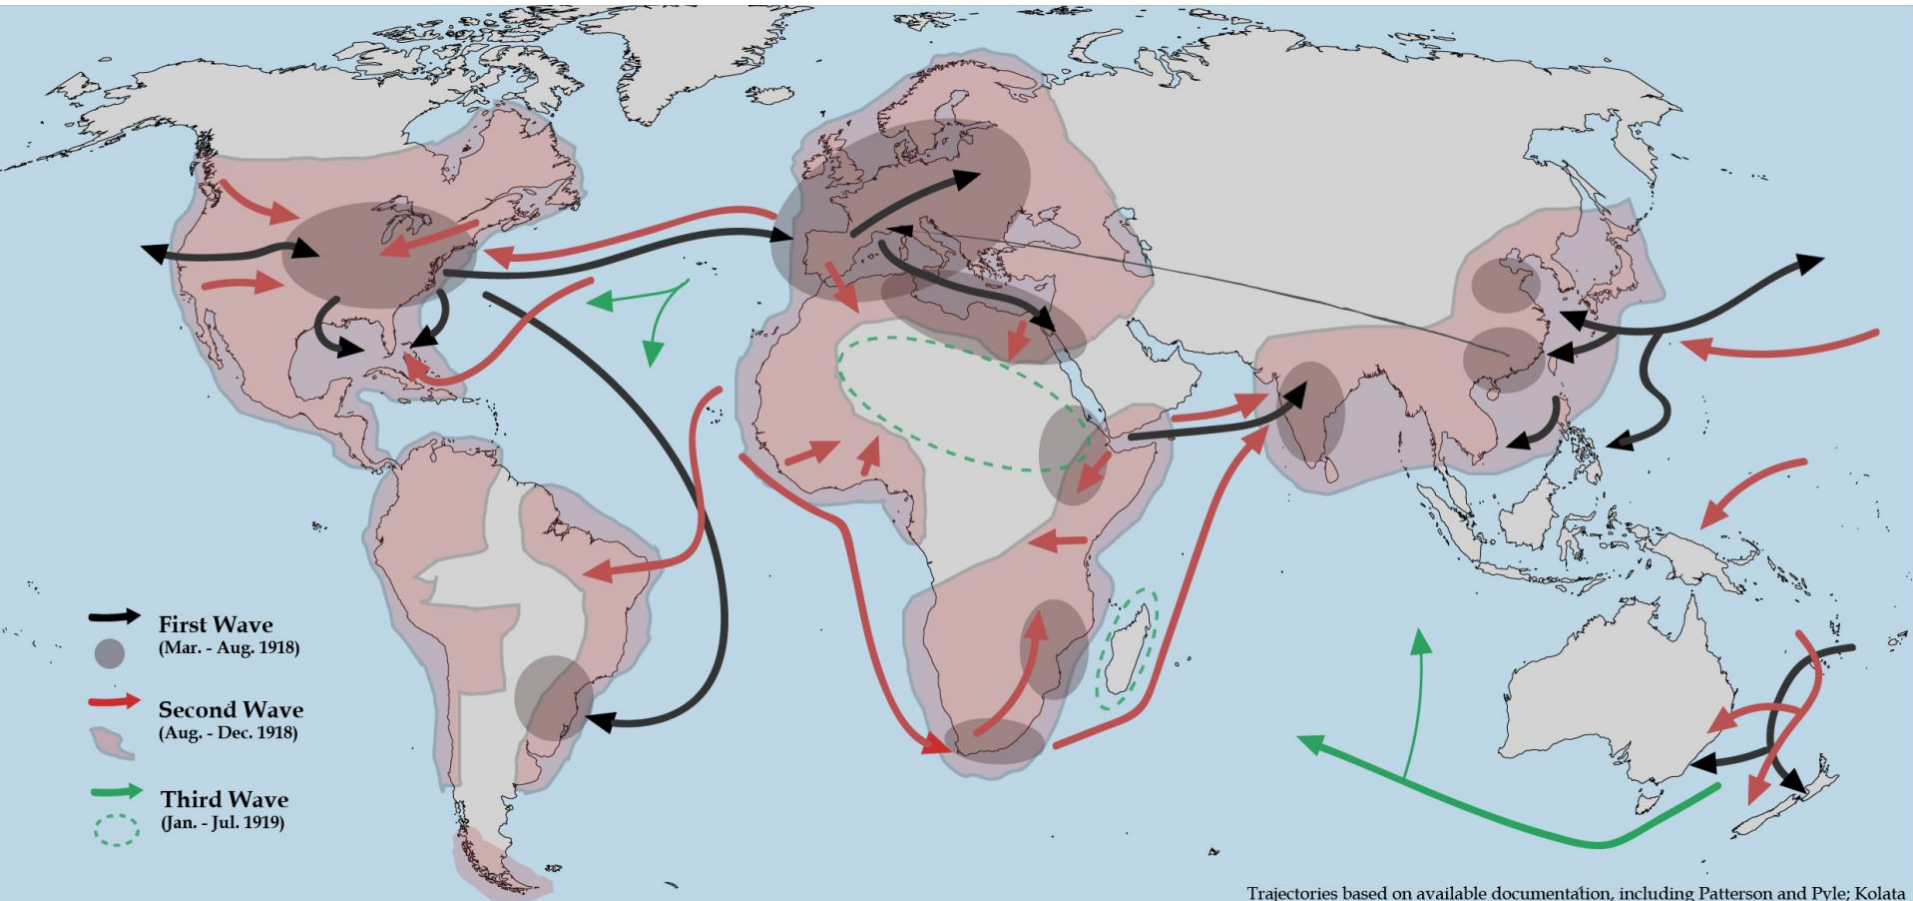 First Wave
(Mar. - Aug. 1918)
Second Wave
(Aug. - Dec. 1918)
Third Wave
(Jan. - Jul. 1919)
Trajectories based on available documentation, including Patterson and Pyle; Kolata